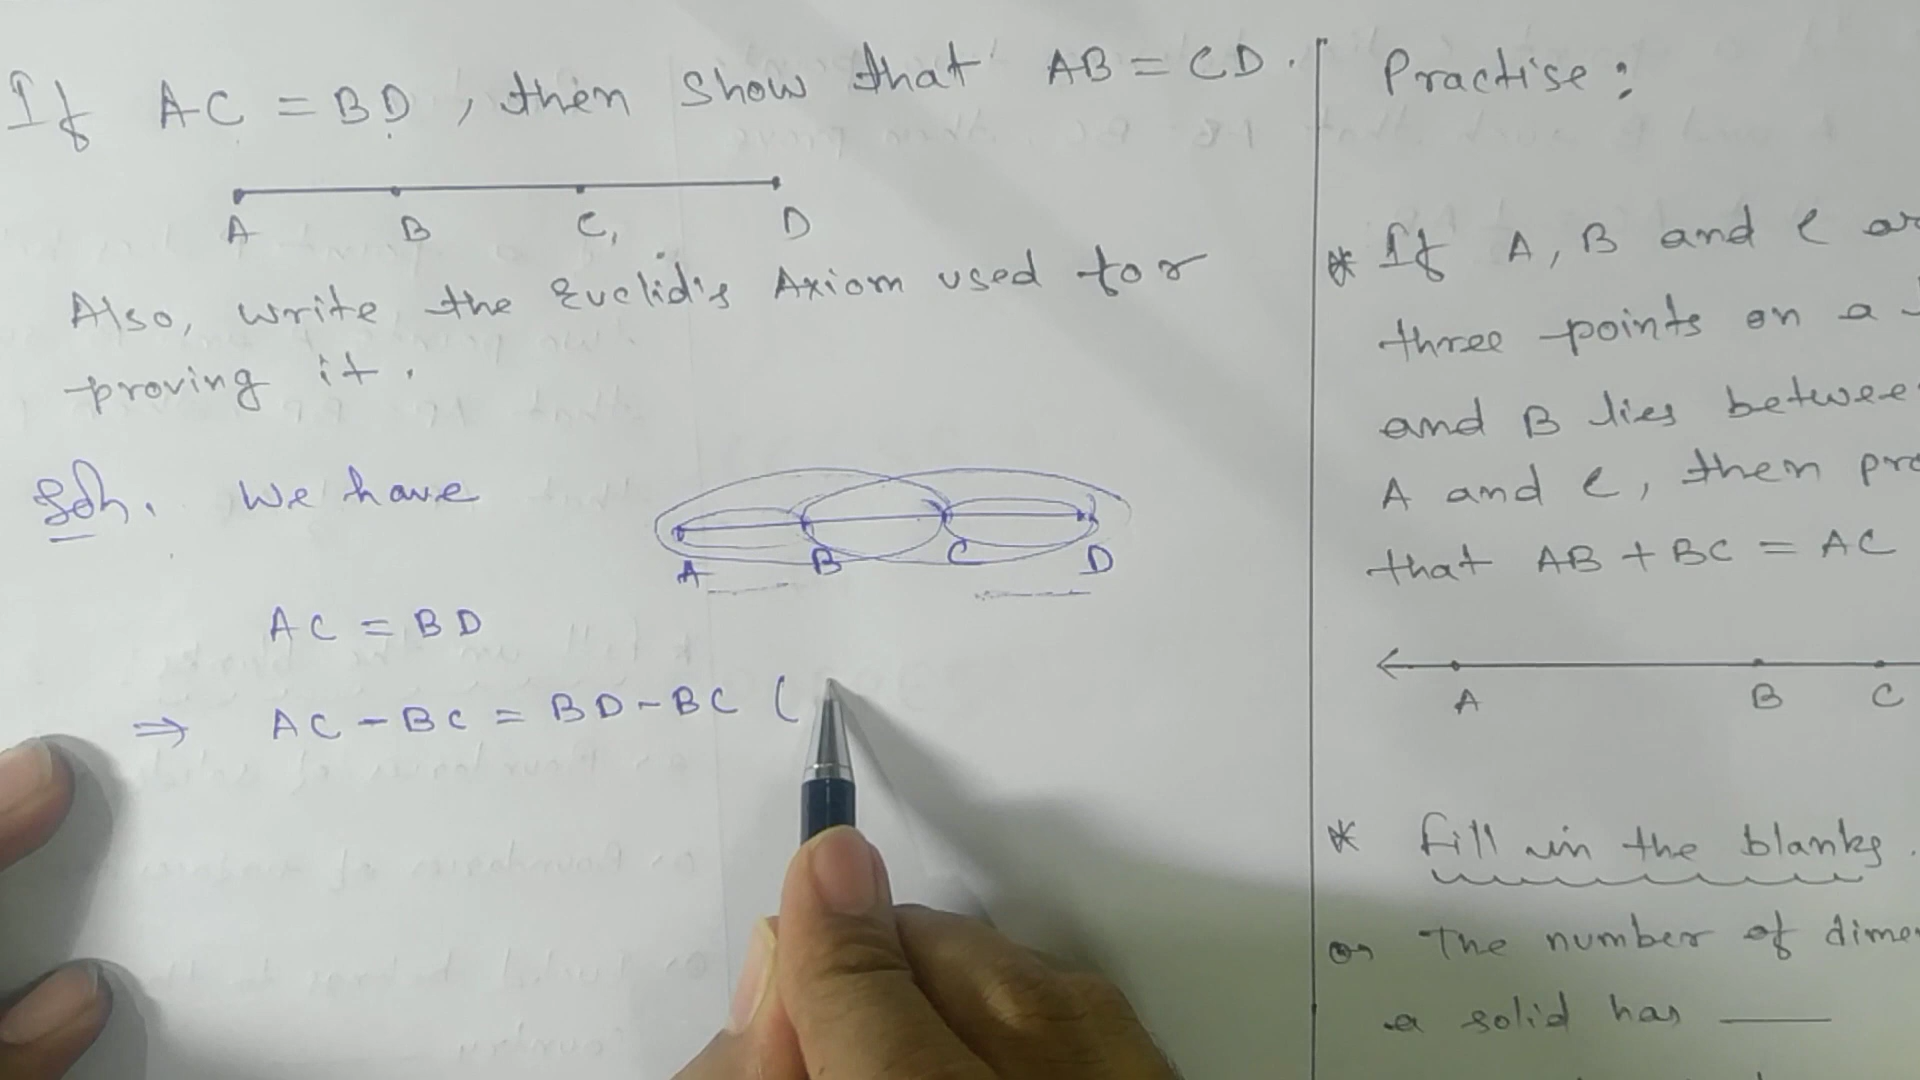 If AC = BD, then show that AB = CD.
A B C D
Also, write the Euclid's Axiom used for
proving it.
Soln. We have
A B C D
AC = BD
⇒ AC - BC = BD - BC (
Practise:
* If A, B and C
three points on a
and B lies
A and C, then
that AB + BC = AC
A B C
* Fill in the blanks.
The number of
a solid has ____